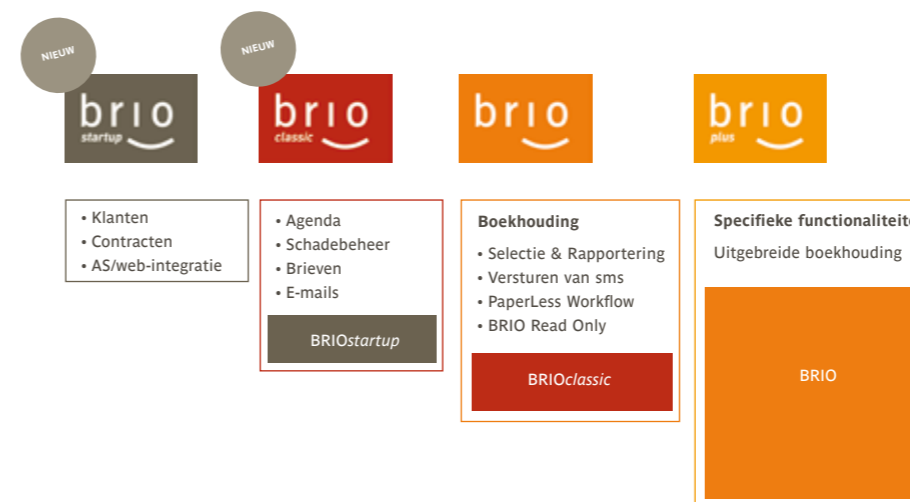 NIEUW
brio
startup
NIEUW
brio
classic
brio
brio
plus
• Klanten
• Contracten
• AS/web-integratie
• Agenda
• Schadebeheer
• Brieven
• E-mails
BRIOstartup
Boekhouding
• Selectie & Rapportering
• Versturen van sms
• PaperLess Workflow
• BRIO Read Only
BRIOclassic
Specifieke
Uitgebreide boekhouding
BRIO